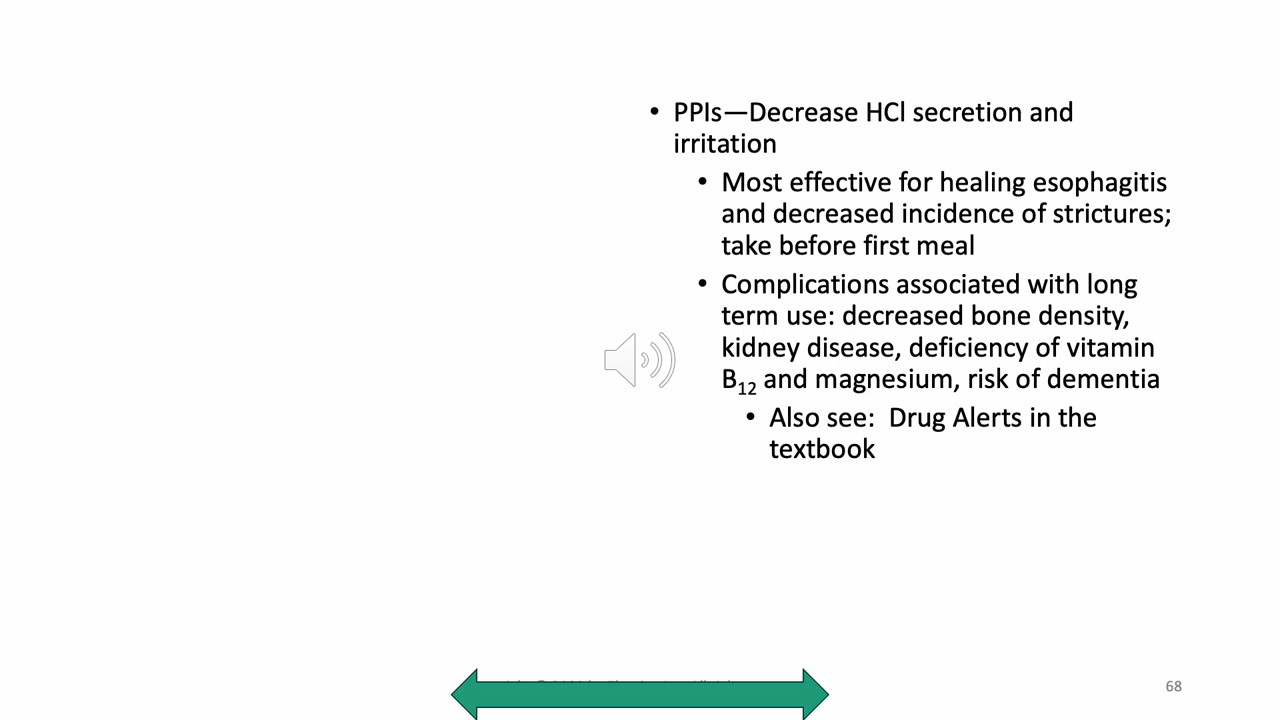 • PPIs—Decrease HCl secretion and
irritation
• Most effective for healing esophagitis
and decreased incidence of strictures;
take before first meal
• Complications associated with long
term use: decreased bone density,
kidney disease, deficiency of vitamin
B₁₂ and magnesium, risk of dementia
• Also see:  Drug Alerts in the
textbook
68